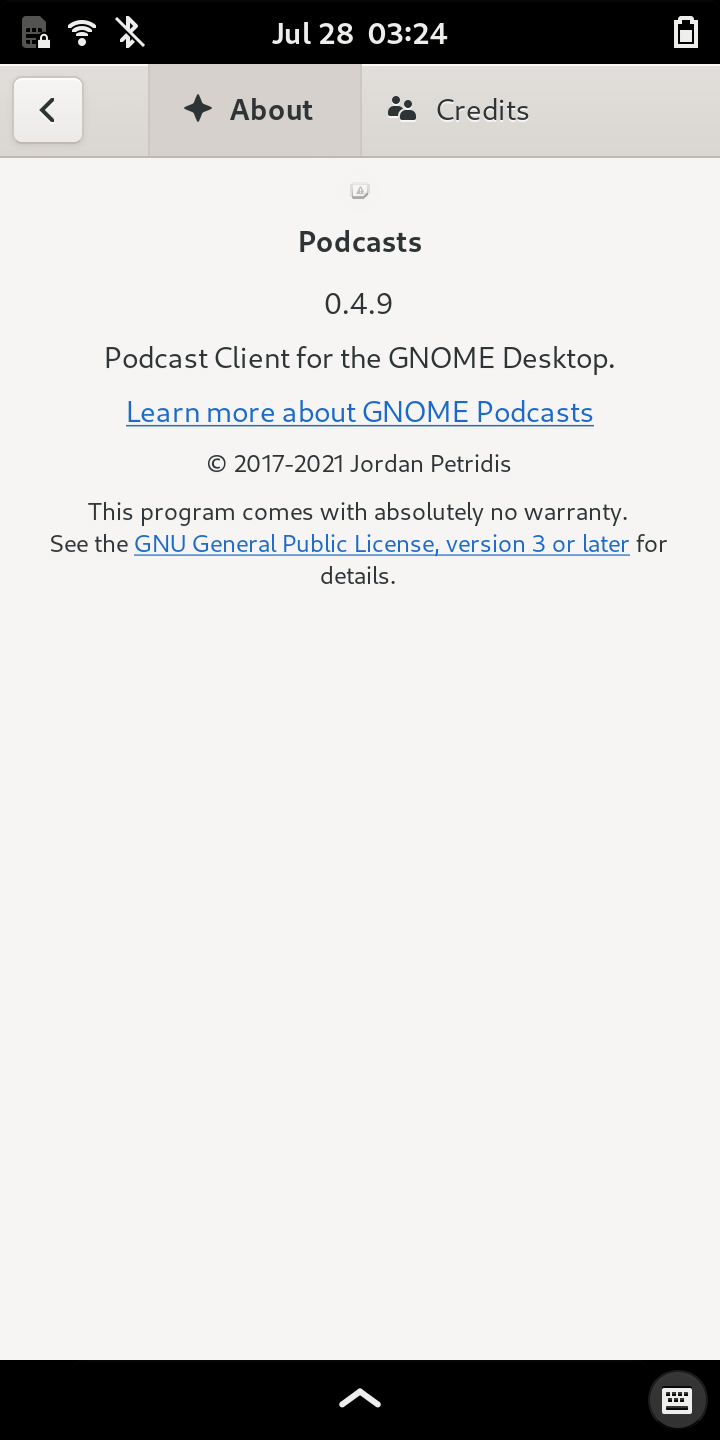 Jul 28 03:24
About
Credits
Podcasts
0.4.9
Podcast Client for the GNOME Desktop.
Learn more about GNOME Podcasts
© 2017-2021 Jordan Petridis
This program comes with absolutely no warranty.
See the GNU General Public License, version 3 or later for
details.